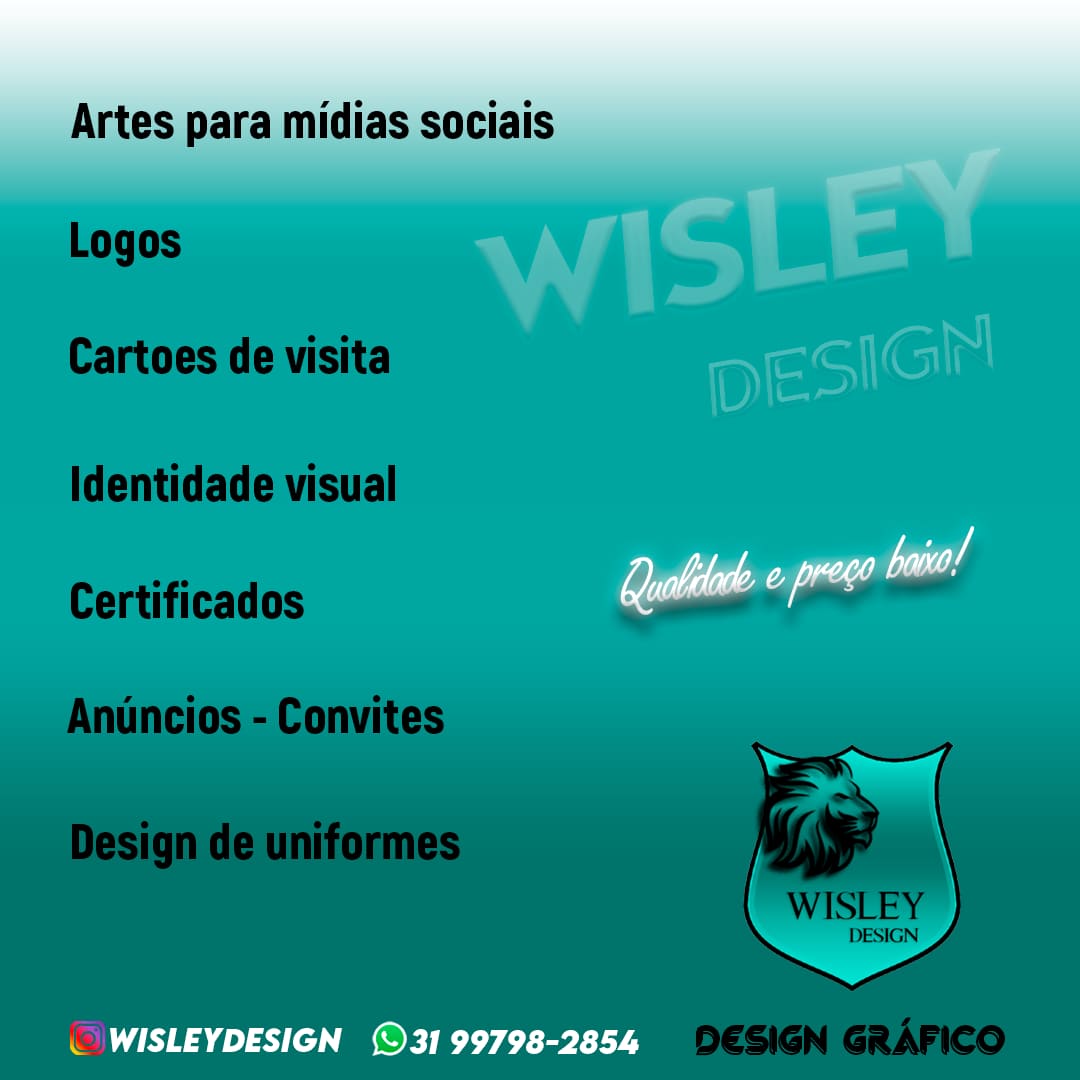 Artes para mídias sociais
WISLEY
DESIGN
Logos
Cartoes de visita
Identidade visual
Qualidade e preço baixo!
Certificados
Anúncios - Convites
Design de uniformes
WISLEY
DESIGN
WISLEYDESIGN
31 99798-2854
DESIGN GRÁFICO